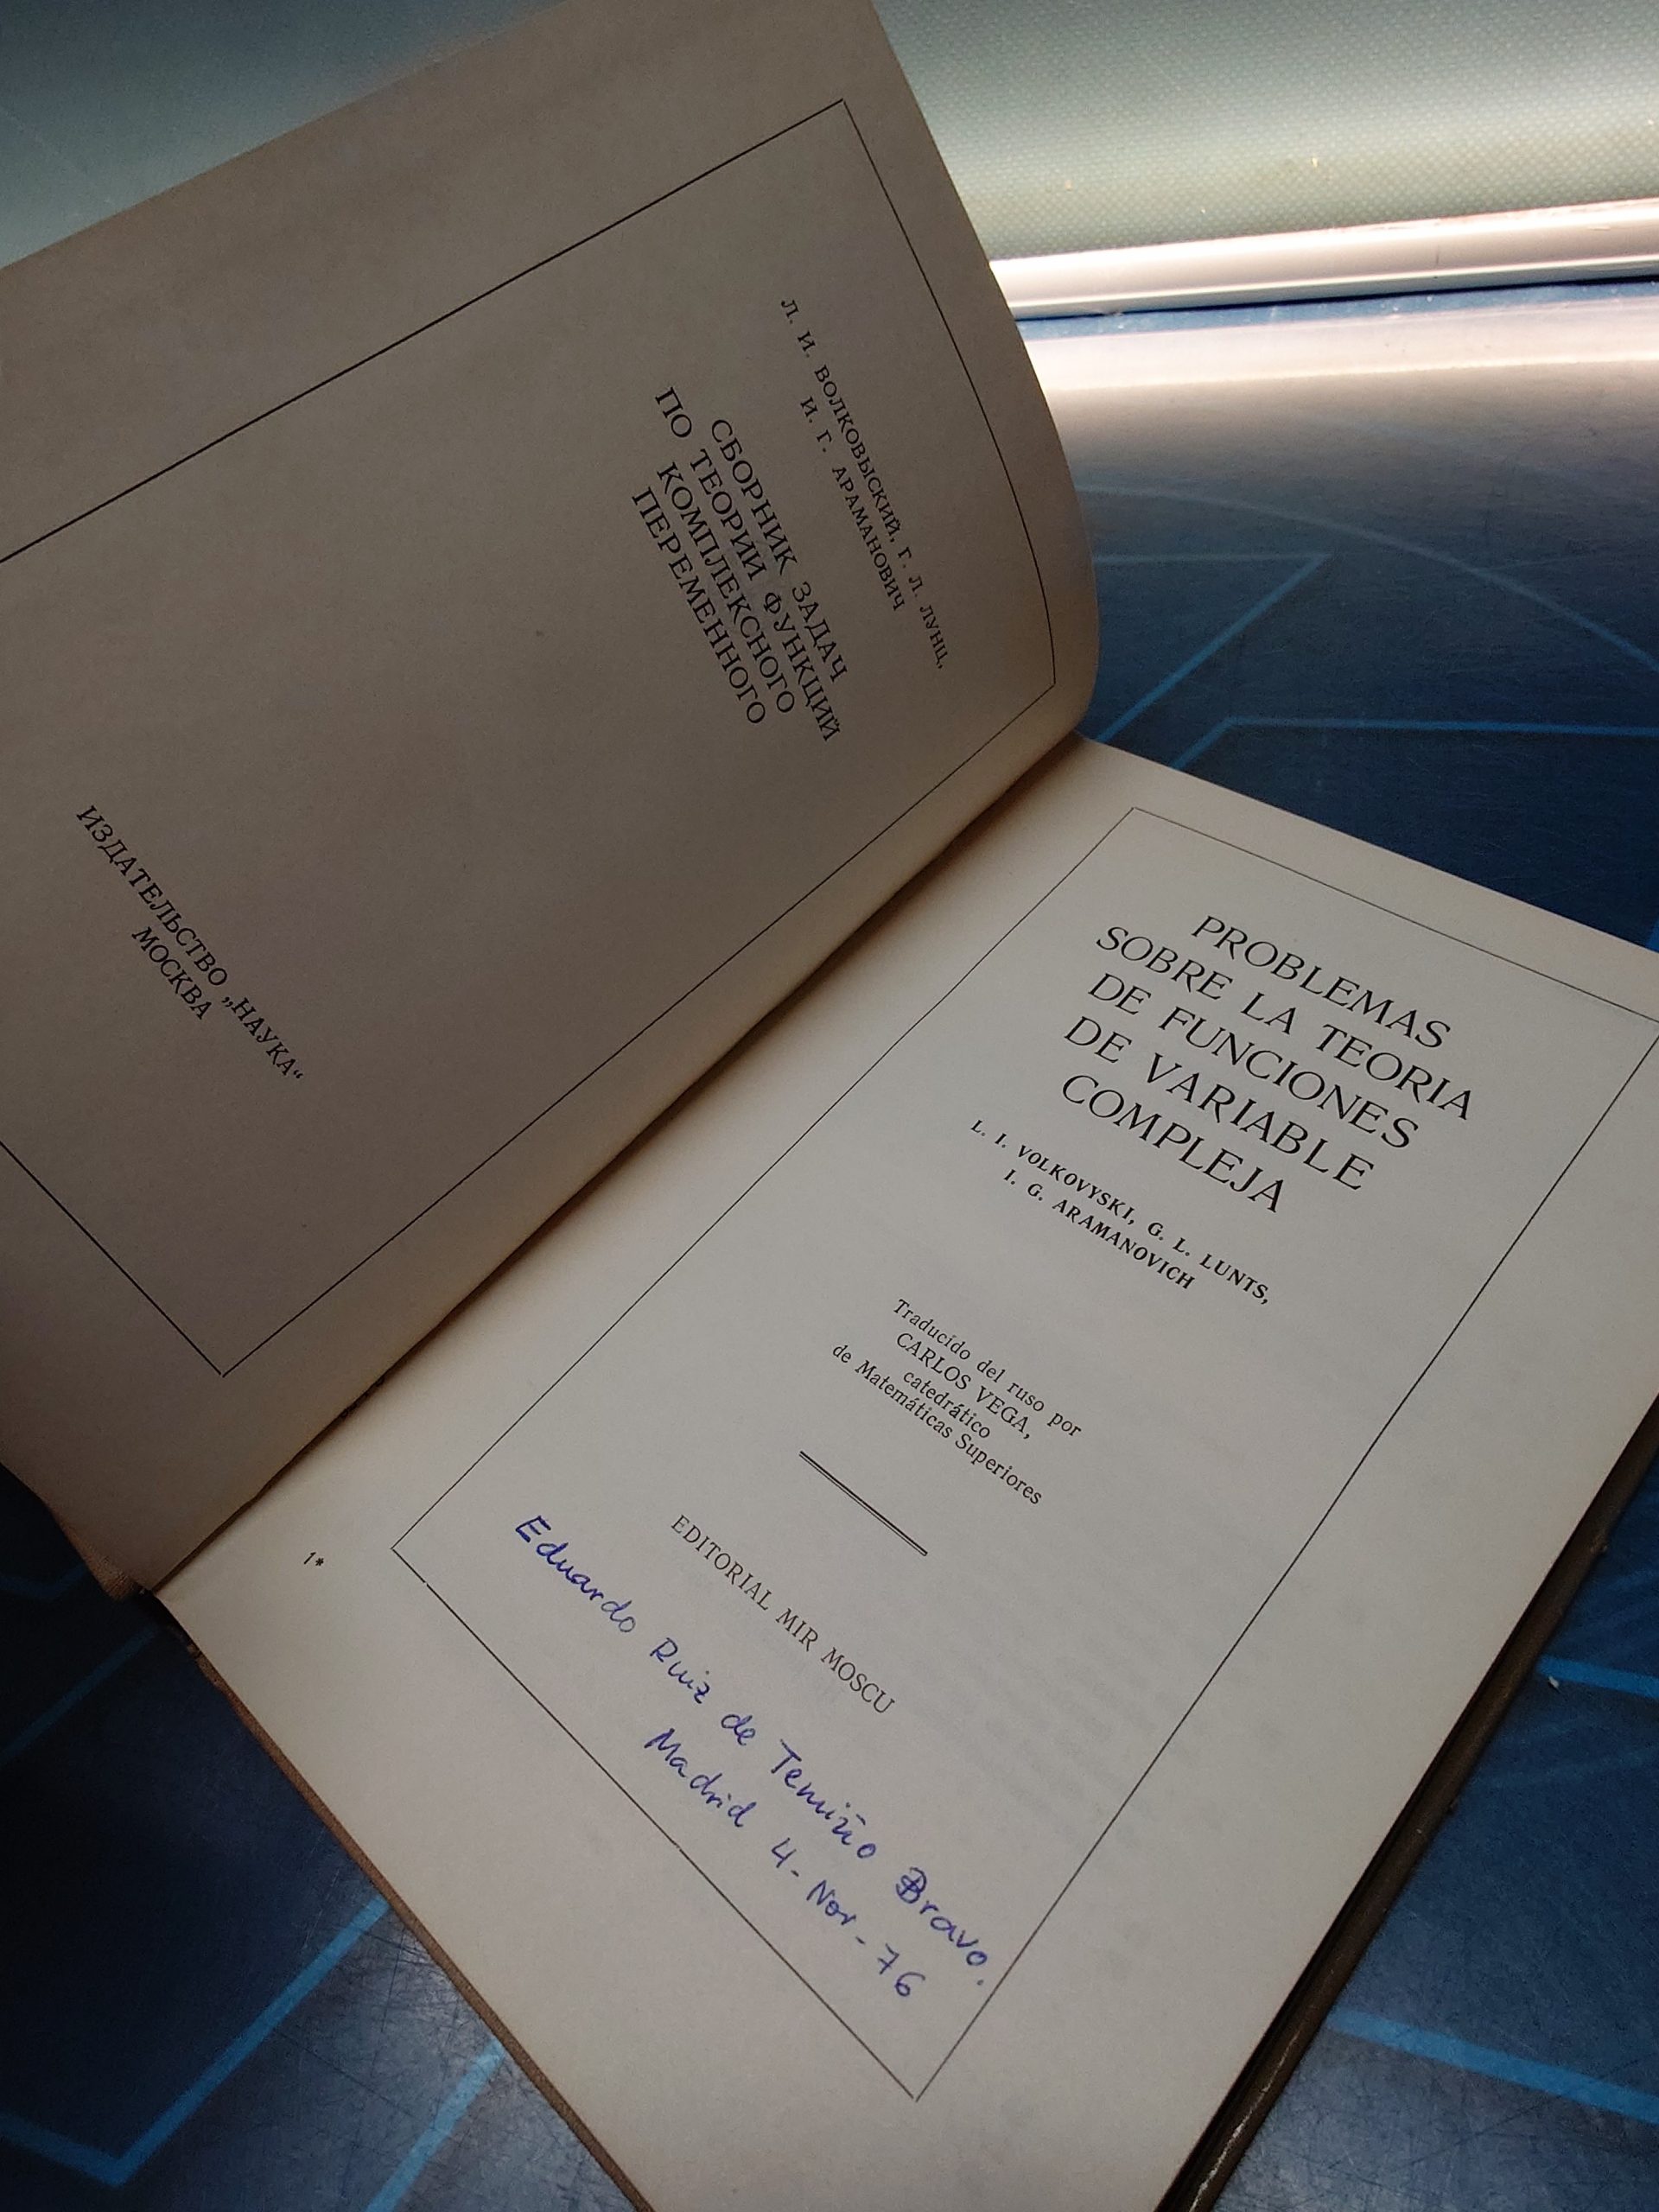 Л. И. ВОЛКОВЫСКИЙ, Г. Л. ЛУНЦ,
И. Г. АРАМАНОВИЧ
СБОРНИК ЗАДАЧ
ПО ТЕОРИИ ФУНКЦИЙ
КОМПЛЕКСНОГО
ПЕРЕМЕННОГО
ИЗДАТЕЛЬСТВО „НАУКА“
МОСКВА
PROBLEMAS
SOBRE LA TEORIA
DE FUNCIONES
DE VARIABLE
COMPLEJA
L. I. VOLKOVYSKI, G. L. LUNTS,
I. G. ARAMANOVICH
Traducido del ruso por
CARLOS VEGA,
catedrático
de Matemáticas Superiores
EDITORIAL MIR MOSCU
Eduardo Ruiz de Temiño Bravo.
Madrid 4-Nov-76
1*